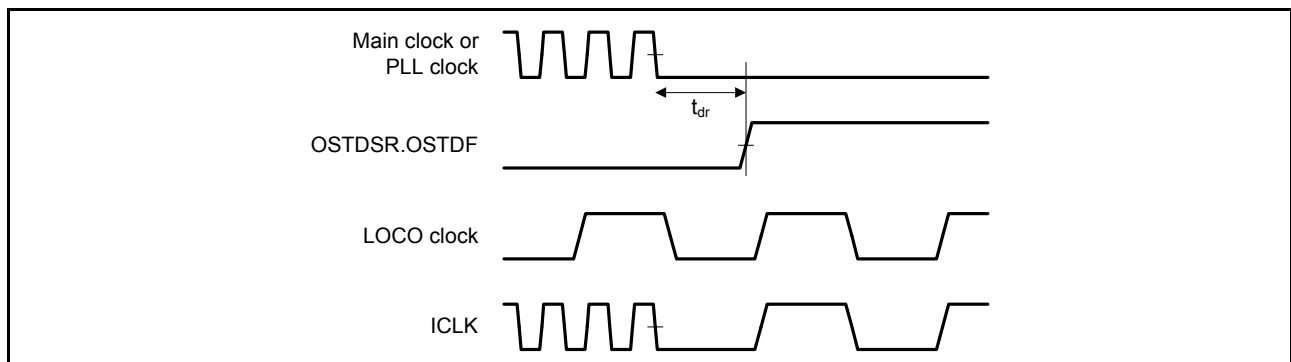 Main clock or
PLL clock
tdr
OSTDSR.OSTDF
LOCO clock
ICLK